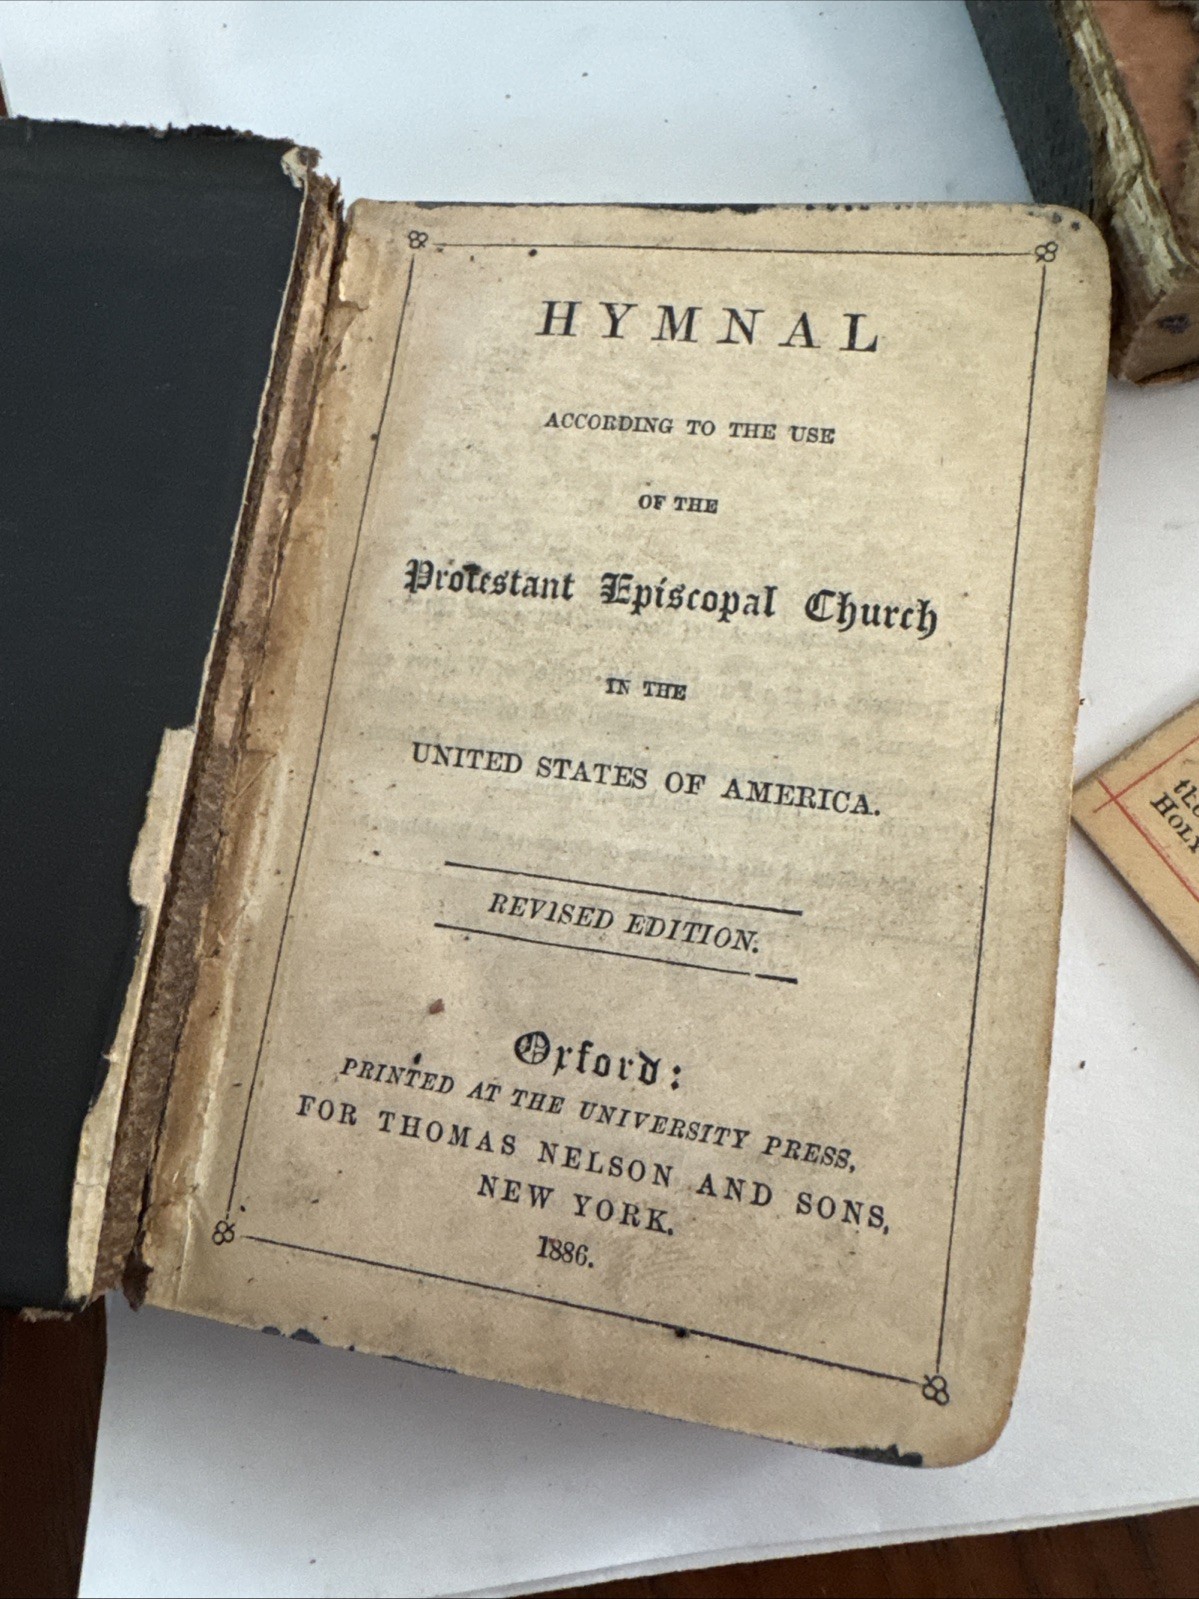 HYMNAL
ACCORDING TO THE USE
OF THE
Protestant Episcopal Church
IN THE
UNITED STATES OF AMERICA.
REVISED EDITION.
Oxford:
PRINTED AT THE UNIVERSITY PRESS,
FOR THOMAS NELSON AND SONS,
NEW YORK.
1886.
HOLY